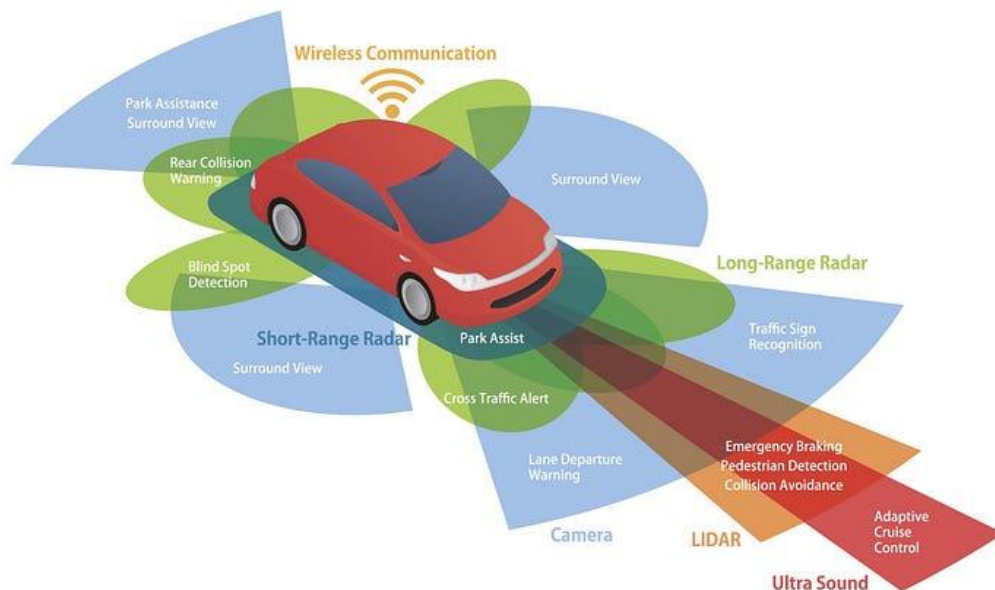 Wireless Communication
Park Assistance
Surround View
Rear Collision
Warning
Surround View
Blind Spot
Detection
Long-Range Radar
Short-Range Radar
Park Assist
Traffic Sign
Recognition
Surround View
Cross Traffic Alert
Lane Departure
Warning
Emergency Braking
Pedestrian Detection
Collision Avoidance
Camera
LIDAR
Adaptive
Cruise
Control
Ultra Sound